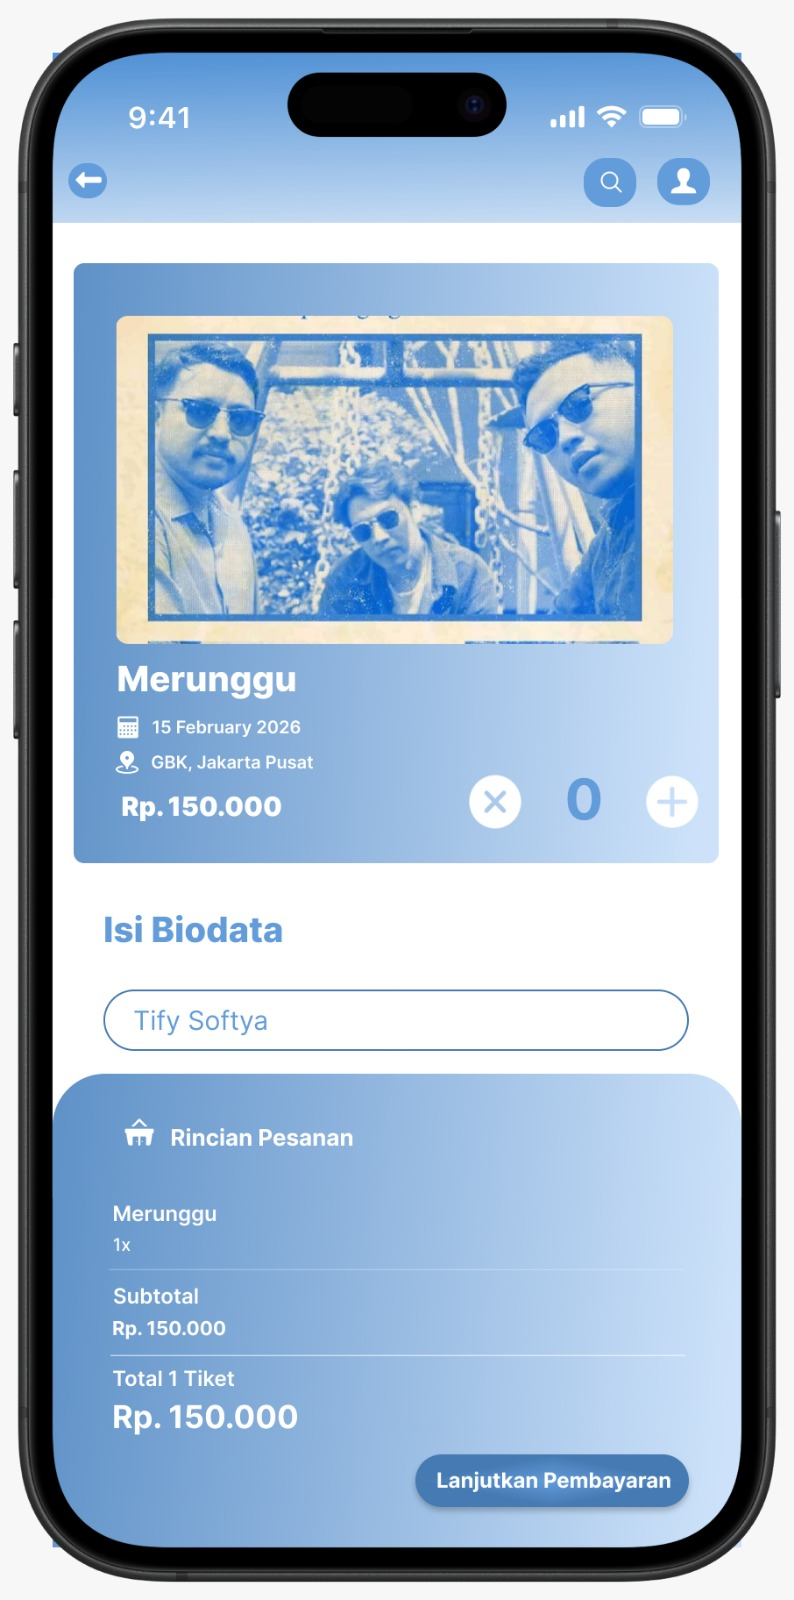 9:41
Merunggu
15 February 2026
GBK, Jakarta Pusat
Rp. 150.000
0
Isi Biodata
Tify Softya
Rincian Pesanan
Merunggu
1x
Subtotal
Rp. 150.000
Total 1 Tiket
Rp. 150.000
Lanjutkan Pembayaran